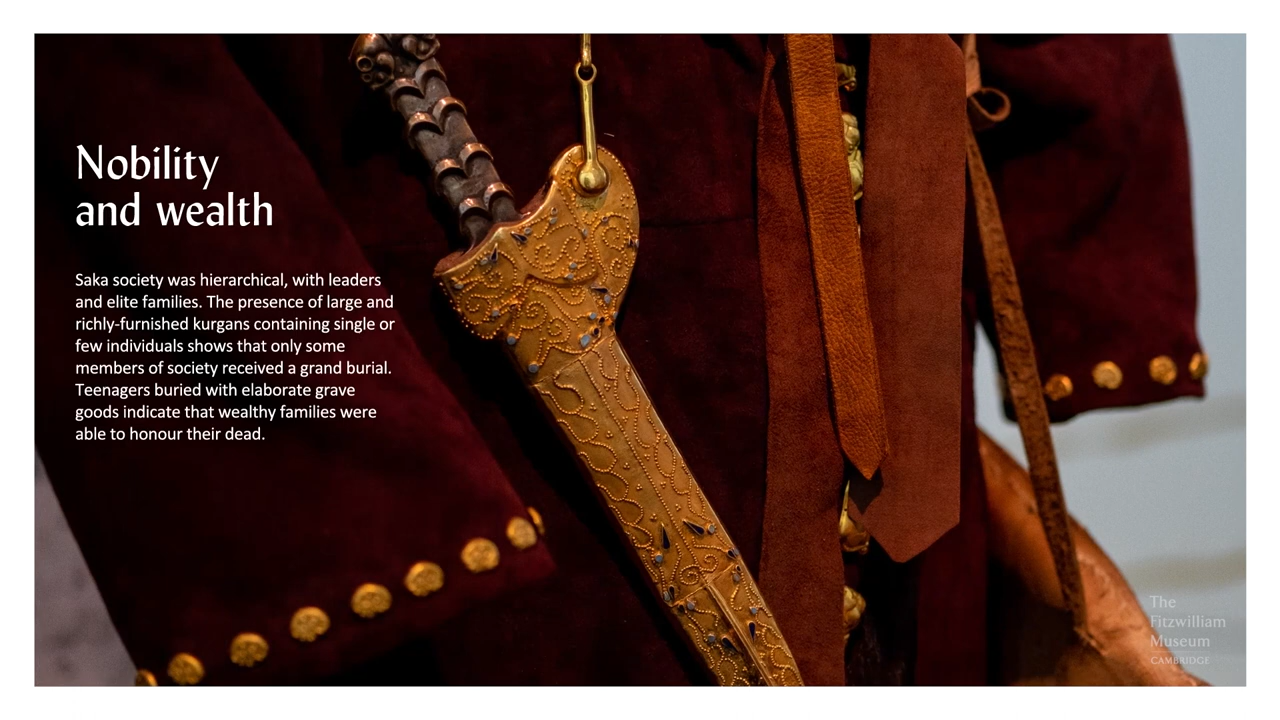 Nobility
and wealth
Saka society was hierarchical, with leaders
and elite families. The presence of large and
richly-furnished kurgans containing single or
few individuals shows that only some
members of society received a grand burial.
Teenagers buried with elaborate grave
goods indicate that wealthy families were
able to honour their dead.
The
Fitzwilliam
Museum
CAMBRIDGE